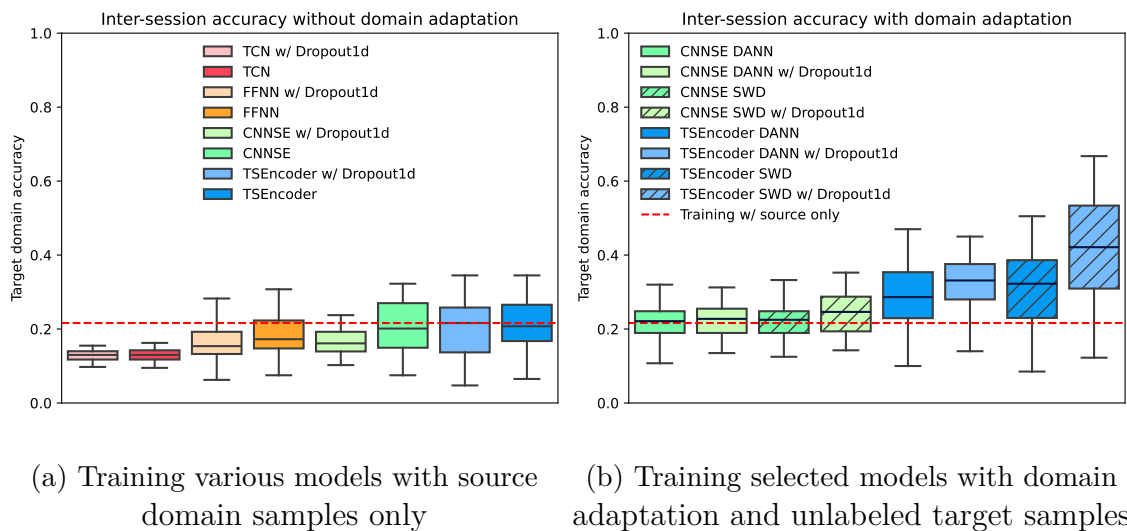 Inter-session accuracy without domain adaptation
1.0
0.8
0.6
0.4
0.2
0.0
Target domain accuracy
TCN w/ Dropout1d
TCN
FFNN w/ Dropout1d
FFNN
CNNSE w/ Dropout1d
CNNSE
TSEncoder w/ Dropout1d
TSEncoder
(a) Training various models with source
domain samples only
Inter-session accuracy with domain adaptation
1.0
0.8
0.6
0.4
0.2
0.0
Target domain accuracy
CNNSE DANN
CNNSE DANN w/ Dropout1d
CNNSE SWD
CNNSE SWD w/ Dropout1d
TSEncoder DANN
TSEncoder DANN w/ Dropout1d
TSEncoder SWD
TSEncoder SWD w/ Dropout1d
Training w/ source only
(b) Training selected models with domain
adaptation and unlabeled target samples